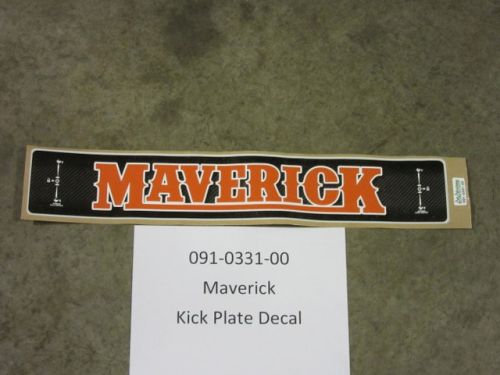 MAVERICK
091-0331-00
Maverick
Kick Plate Decal